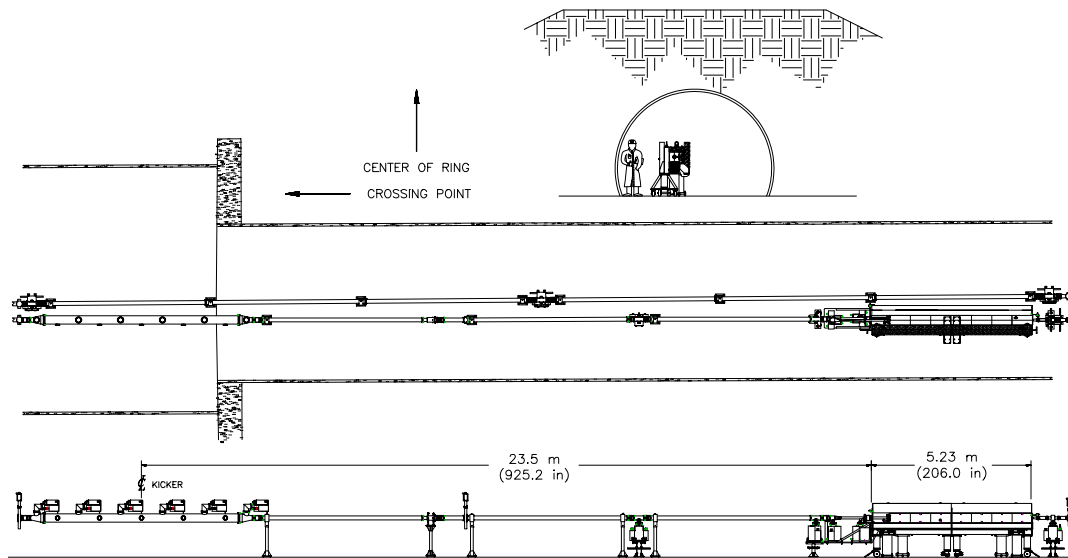 CENTER OF RING
CROSSING POINT
23.5 m
(925.2 in)
5.23 m
(206.0 in)
℄ KICKER